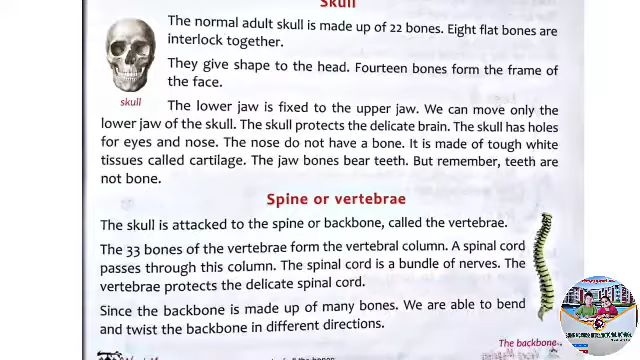 Skull
The normal adult skull is made up of 22 bones. Eight flat bones are
interlock together.
They give shape to the head. Fourteen bones form the frame of
the face.
skull
The lower jaw is fixed to the upper jaw. We can move only the
lower jaw of the skull. The skull protects the delicate brain. The skull has holes
for eyes and nose. The nose do not have a bone. It is made of tough white
tissues called cartilage. The jaw bones bear teeth. But remember, teeth are
not bone.
Spine or vertebrae
The skull is attacked to the spine or backbone, called the vertebrae.
The 33 bones of the vertebrae form the vertebral column. A spinal cord
passes through this column. The spinal cord is a bundle of nerves. The
vertebrae protects the delicate spinal cord.
Since the backbone is made up of many bones. We are able to bend
and twist the backbone in different directions.
The backbone